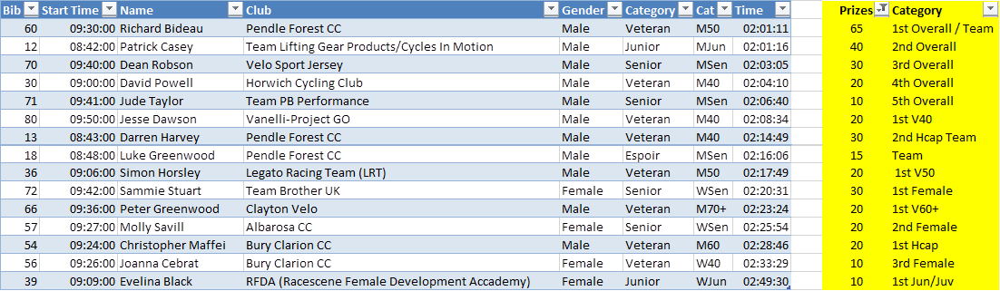 Bib Start Time Name Club Gender Category Cat Time Prizes Category
60 09:30:00 Richard Bideau Pendle Forest CC Male Veteran M50 02:01:11 65 1st Overall / Team
12 08:42:00 Patrick Casey Team Lifting Gear Products/Cycles In Motion Male Junior MJun 02:01:16 40 2nd Overall
70 09:40:00 Dean Robson Velo Sport Jersey Male Senior MSen 02:03:05 30 3rd Overall
30 09:00:00 David Powell Horwich Cycling Club Male Veteran M40 02:04:10 20 4th Overall
71 09:41:00 Jude Taylor Team PB Performance Male Senior MSen 02:06:40 10 5th Overall
80 09:50:00 Jesse Dawson Vanelli-Project GO Male Veteran M40 02:08:34 20 1st V40
13 08:43:00 Darren Harvey Pendle Forest CC Male Veteran M40 02:14:49 30 2nd Hcap Team
18 08:48:00 Luke Greenwood Pendle Forest CC Male Espoir MSen 02:16:06 15 Team
36 09:06:00 Simon Horsley Legato Racing Team (LRT) Male Veteran M50 02:17:49 20 1st V50
72 09:42:00 Sammie Stuart Team Brother UK Female Senior WSen 02:20:31 30 1st Female
66 09:36:00 Peter Greenwood Clayton Velo Male Veteran M70+ 02:23:24 20 1st V60+
57 09:27:00 Molly Savill Albarosa CC Female Senior WSen 02:25:54 20 2nd Female
54 09:24:00 Christopher Maffei Bury Clarion CC Male Veteran M60 02:28:46 20 1st Hcap
56 09:26:00 Joanna Cebrat Bury Clarion CC Female Veteran W40 02:33:29 10 3rd Female
39 09:09:00 Evelina Black RFDA (Racescene Female Development Accademy) Female Junior WJun 02:49:30 10 1st Jun/Juv